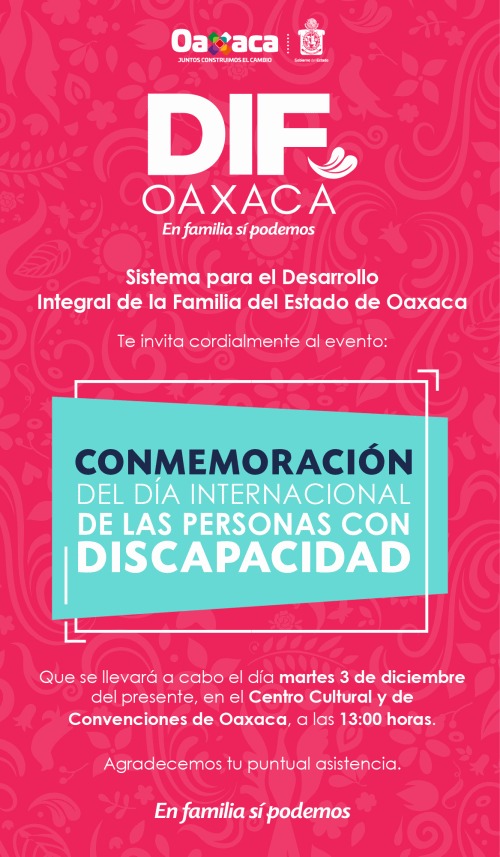 Oaxaca
JUNTOS CONSTRUIMOS EL CAMBIO
Gobierno del Estado
DIF
OAXACA
En familia sí podemos
Sistema para el Desarrollo
Integral de la Familia del Estado de Oaxaca
Te invita cordialmente al evento:
CONMEMORACIÓN
DEL DÍA INTERNACIONAL
DE LAS PERSONAS CON
DISCAPACIDAD
Que se llevará a cabo el día martes 3 de diciembre
del presente, en el Centro Cultural y de
Convenciones de Oaxaca, a las 13:00 horas.
Agradecemos tu puntual asistencia.
En familia sí podemos